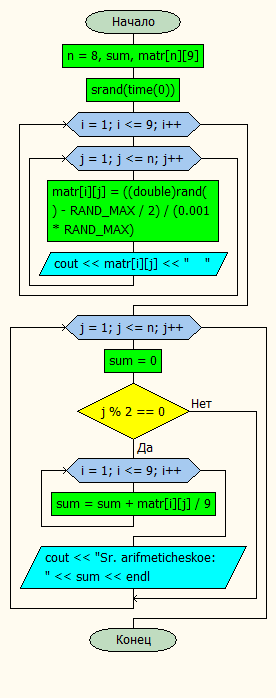 Начало
n = 8, sum, matr[n][9]
srand(time(0))
i = 1; i <= 9; i++
j = 1; j <= n; j++
matr[i][j] = ((double)rand(
) - RAND_MAX / 2) / (0.001
* RAND_MAX)
cout << matr[i][j] << "    "
j = 1; j <= n; j++
sum = 0
j % 2 == 0
Нет
Да
i = 1; i <= 9; i++
sum = sum + matr[i][j] / 9
cout << "Sr. arifmeticheskoe:
" << sum << endl
Конец